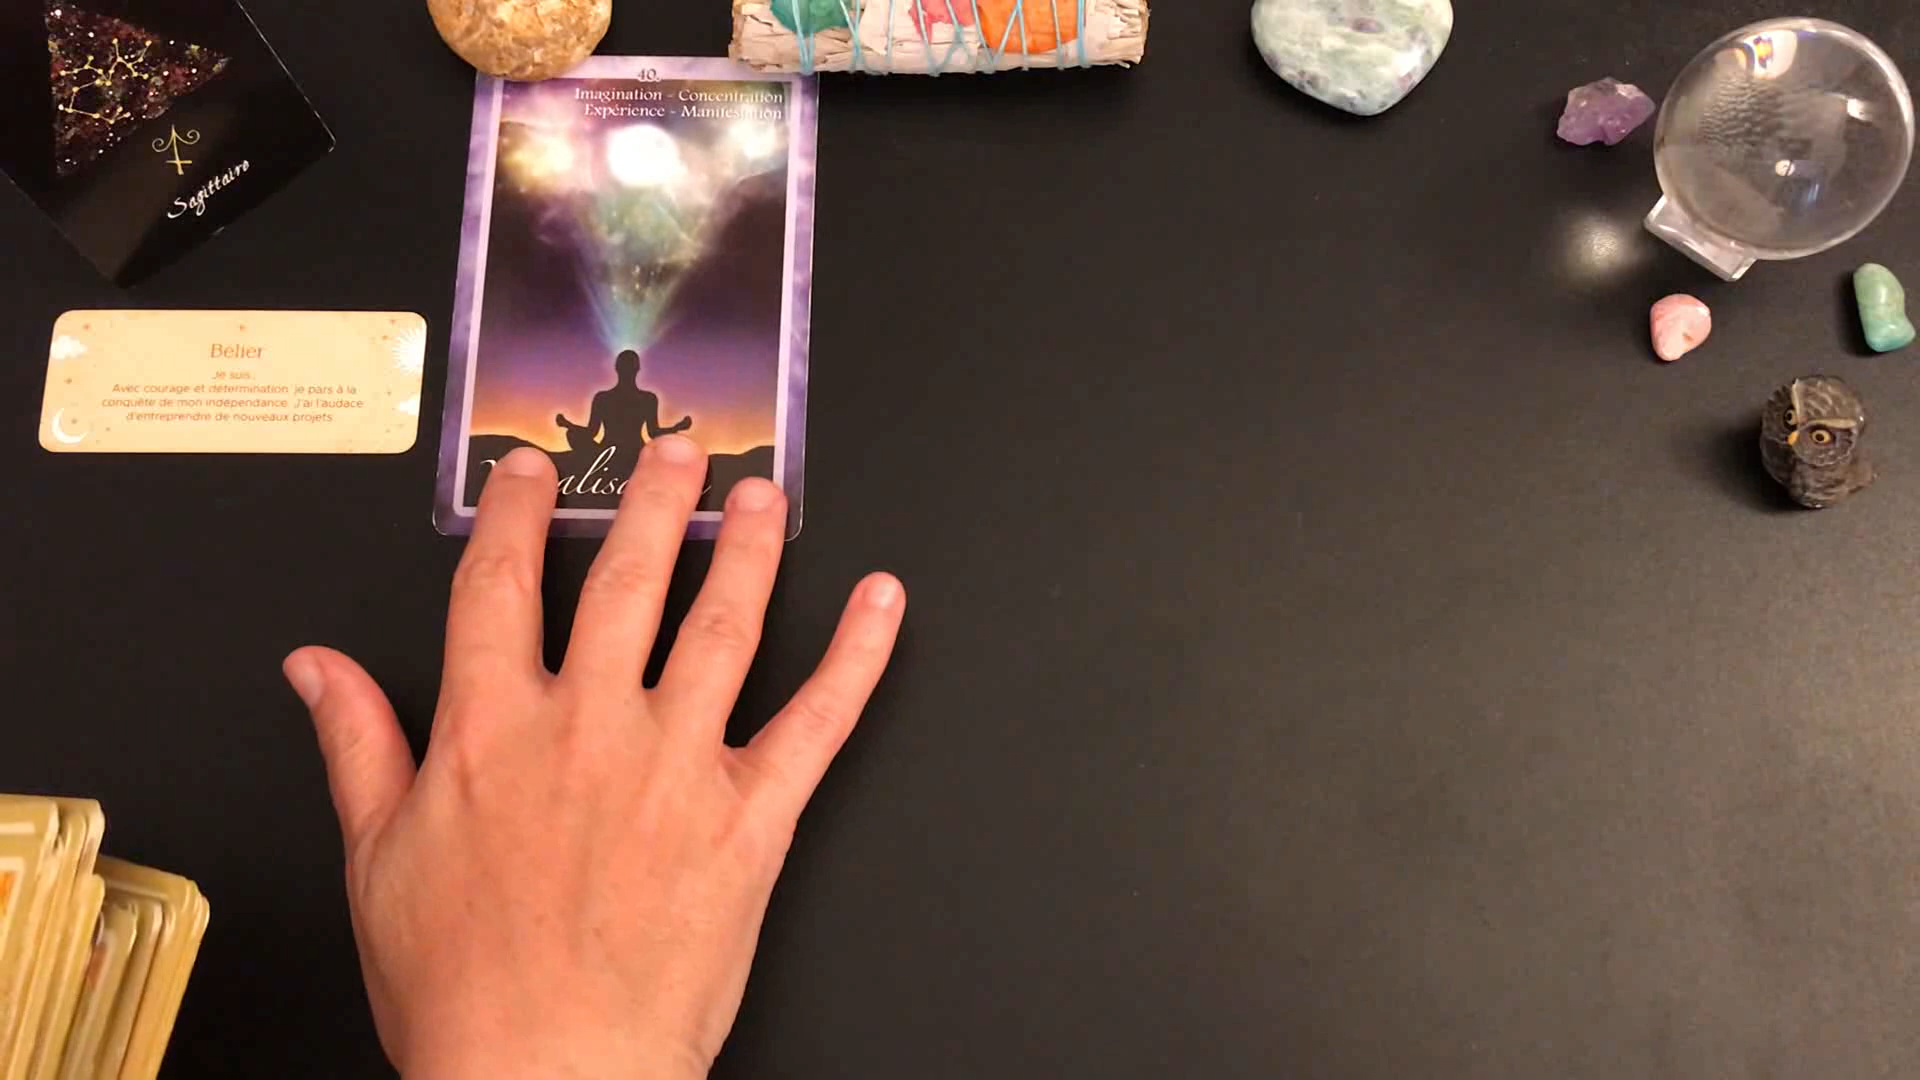 Sagittaire
Bélier
Je suis :
Avec courage et détermination, je pars à la
conquête de mon indépendance. J'ai l'audace
d'entreprendre de nouveaux projets.
40.
Imagination - Concentration
Expérience - Manifestation